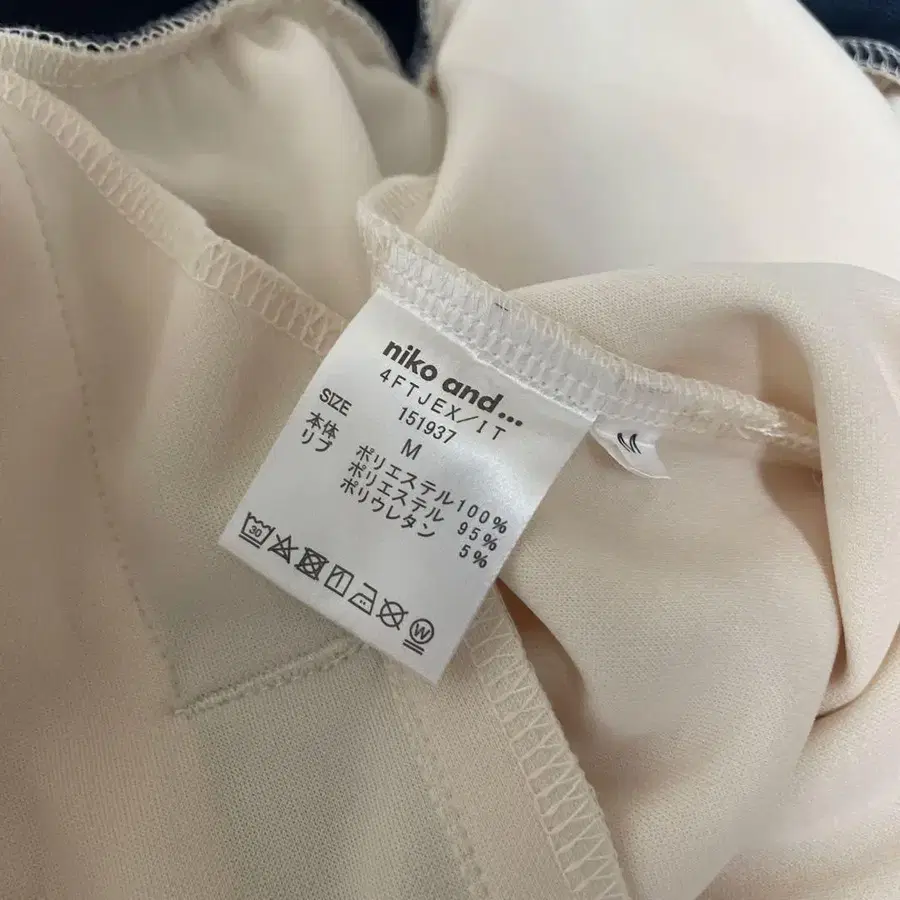 niko and...
4FTJEX/IT
151937
SIZE M
本体 ポリエステル100%
リブ ポリエステル 95%
ポリウレタン 5%
30
W
M